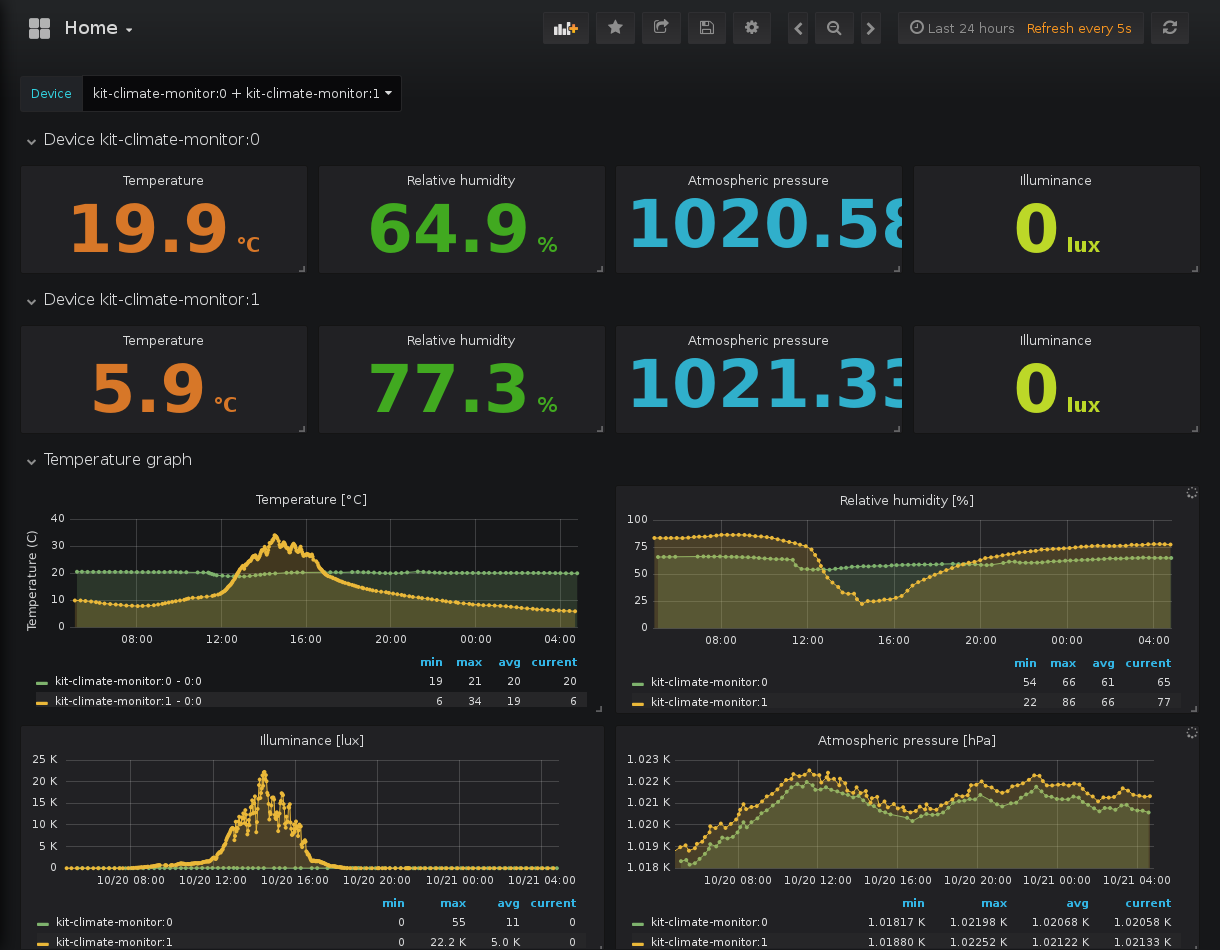 Home
Last 24 hours Refresh every 5s
Device kit-climate-monitor:0 + kit-climate-monitor:1
Device kit-climate-monitor:0
Temperature Relative humidity Atmospheric pressure Illuminance
19.9 °C 64.9 % 1020.58 0 lux
Device kit-climate-monitor:1
Temperature Relative humidity Atmospheric pressure Illuminance
5.9 °C 77.3 % 1021.33 0 lux
Temperature graph
Temperature [°C]
Temperature (C)
40
30
20
10
0
08:00 12:00 16:00 20:00 00:00 04:00
min max avg current
kit-climate-monitor:0 - 0:0 19 21 20 20
kit-climate-monitor:1 - 0:0 6 34 19 6
Relative humidity [%]
100
75
50
25
0
08:00 12:00 16:00 20:00 00:00 04:00
min max avg current
kit-climate-monitor:0 54 66 61 65
kit-climate-monitor:1 22 86 66 77
Illuminance [lux]
25 K
20 K
15 K
10 K
5 K
0
10/20 08:00 10/20 12:00 10/20 16:00 10/20 20:00 10/21 00:00 10/21 04:00
min max avg current
kit-climate-monitor:0 0 55 11 0
kit-climate-monitor:1 0 22.2 K 5.0 K 0
Atmospheric pressure [hPa]
1.023 K
1.022 K
1.021 K
1.020 K
1.019 K
1.018 K
10/20 08:00 10/20 12:00 10/20 16:00 10/20 20:00 10/21 00:00 10/21 04:00
min max avg current
kit-climate-monitor:0 1.01817 K 1.02198 K 1.02068 K 1.02058 K
kit-climate-monitor:1 1.01880 K 1.02252 K 1.02122 K 1.02133 K